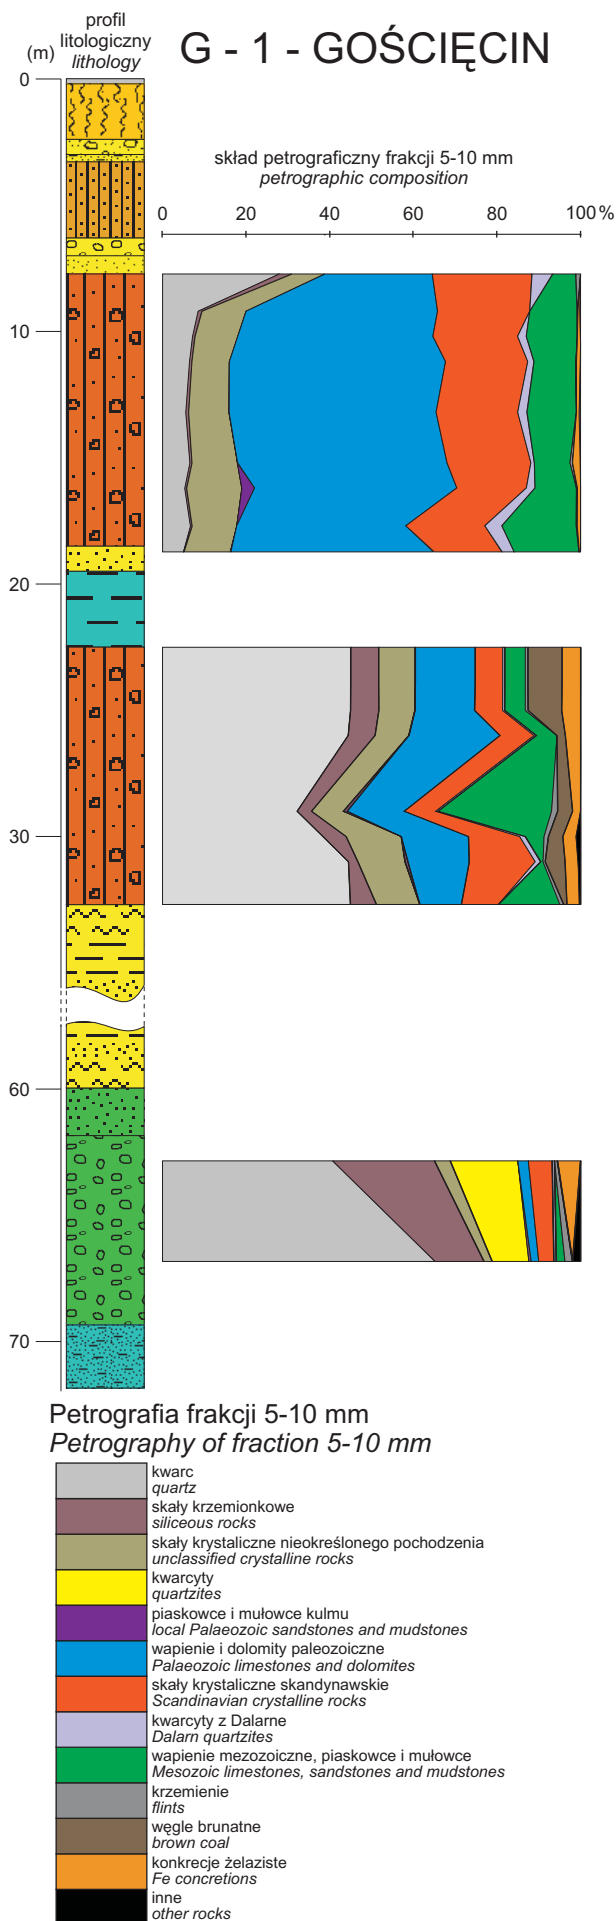 profil
litologiczny
lithology
(m)
G - 1 - GOŚCIĘCIN
0
skład petrograficzny frakcji 5-10 mm
petrographic composition
0 20 40 60 80 100 %
10
20
30
60
70
Petrografia frakcji 5-10 mm
Petrography of fraction 5-10 mm
kwarc
quartz
skały krzemionkowe
siliceous rocks
skały krystaliczne nieokreślonego pochodzenia
unclassified crystalline rocks
kwarcyty
quartzites
piaskowce i mułowce kulmu
local Palaeozoic sandstones and mudstones
wapienie i dolomity paleozoiczne
Palaeozoic limestones and dolomites
skały krystaliczne skandynawskie
Scandinavian crystalline rocks
kwarcyty z Dalarne
Dalarn quartzites
wapienie mezozoiczne, piaskowce i mułowce
Mesozoic limestones, sandstones and mudstones
krzemienie
flints
węgle brunatne
brown coal
konkrecje żelaziste
Fe concretions
inne
other rocks